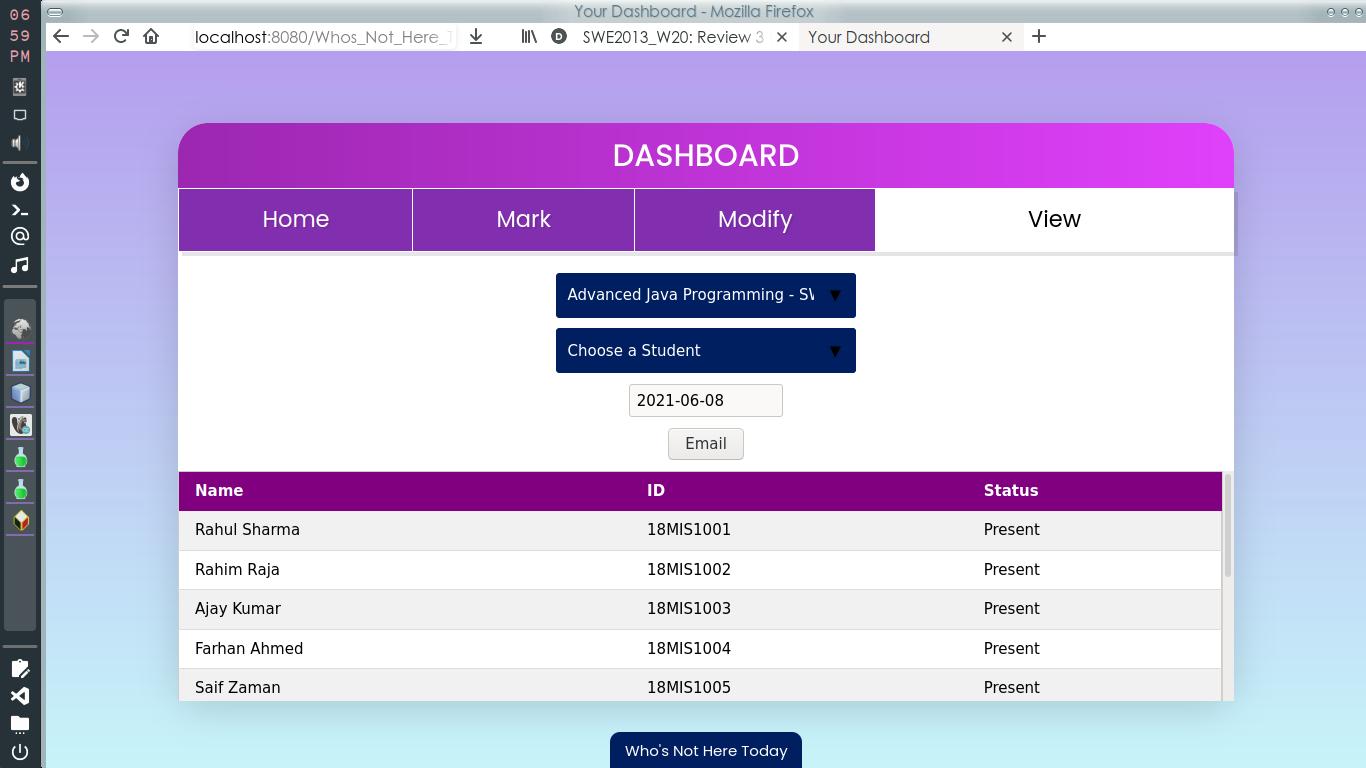 06
59
PM
Your Dashboard - Mozilla Firefox
localhost:8080/Whos_Not_Here_
SWE2013_W20: Review 3
Your Dashboard
DASHBOARD
Home Mark Modify View
Advanced Java Programming - SW
▼
Choose a Student
▼
2021-06-08
Email
Name ID Status
Rahul Sharma 18MIS1001 Present
Rahim Raja 18MIS1002 Present
Ajay Kumar 18MIS1003 Present
Farhan Ahmed 18MIS1004 Present
Saif Zaman 18MIS1005 Present
Who's Not Here Today